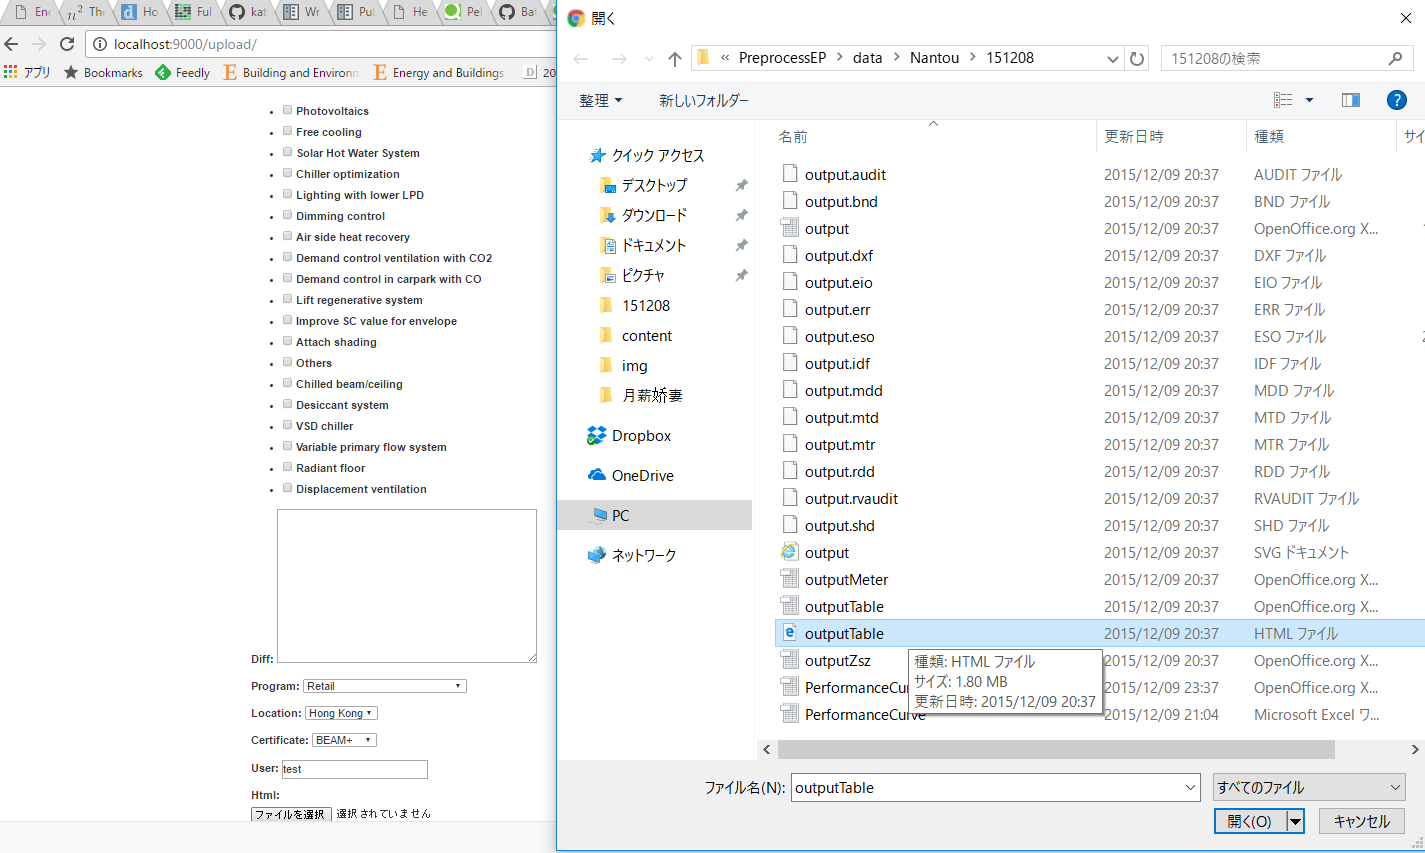 En
n² The
d Ho
Ful
kat
Wr
Pul
He
Pel
Bat
localhost:9000/upload/
アプリ Bookmarks Feedly Building and Environm Energy and Buildings 20
Photovoltaics
Free cooling
Solar Hot Water System
Chiller optimization
Lighting with lower LPD
Dimming control
Air side heat recovery
Demand control ventilation with CO2
Demand control in carpark with CO
Lift regenerative system
Improve SC value for envelope
Attach shading
Others
Chilled beam/ceiling
Desiccant system
VSD chiller
Variable primary flow system
Radiant floor
Displacement ventilation
Diff:
Program: Retail
Location: Hong Kong
Certificate: BEAM+
User: test
Html:
ファイルを選択 選択されていません
開く
« PreprocessEP > data > Nantou > 151208
151208の検索
整理 新しいフォルダー
クイック アクセス
デスクトップ
ダウンロード
ドキュメント
ピクチャ
151208
content
img
月薪娇妻
Dropbox
OneDrive
PC
ネットワーク
名前 更新日時 種類 サイ
output.audit 2015/12/09 20:37 AUDIT ファイル
output.bnd 2015/12/09 20:37 BND ファイル
output 2015/12/09 20:37 OpenOffice.org X...
output.dxf 2015/12/09 20:37 DXF ファイル
output.eio 2015/12/09 20:37 EIO ファイル
output.err 2015/12/09 20:37 ERR ファイル
output.eso 2015/12/09 20:37 ESO ファイル
output.idf 2015/12/09 20:37 IDF ファイル
output.mdd 2015/12/09 20:37 MDD ファイル
output.mtd 2015/12/09 20:37 MTD ファイル
output.mtr 2015/12/09 20:37 MTR ファイル
output.rdd 2015/12/09 20:37 RDD ファイル
output.rvaudit 2015/12/09 20:37 RVAUDIT ファイル
output.shd 2015/12/09 20:37 SHD ファイル
output 2015/12/09 20:37 SVG ドキュメント
outputMeter 2015/12/09 20:37 OpenOffice.org X...
outputTable 2015/12/09 20:37 OpenOffice.org X...
outputTable 2015/12/09 20:37 HTML ファイル
outputZsz 2015/12/09 20:37 OpenOffice.org X...
PerformanceCur 2015/12/09 23:37 OpenOffice.org X...
PerformanceCurve 2015/12/09 21:04 Microsoft Excel ワ...
種類: HTML ファイル
サイズ: 1.80 MB
更新日時: 2015/12/09 20:37
ファイル名(N): outputTable すべてのファイル
開く(O) キャンセル